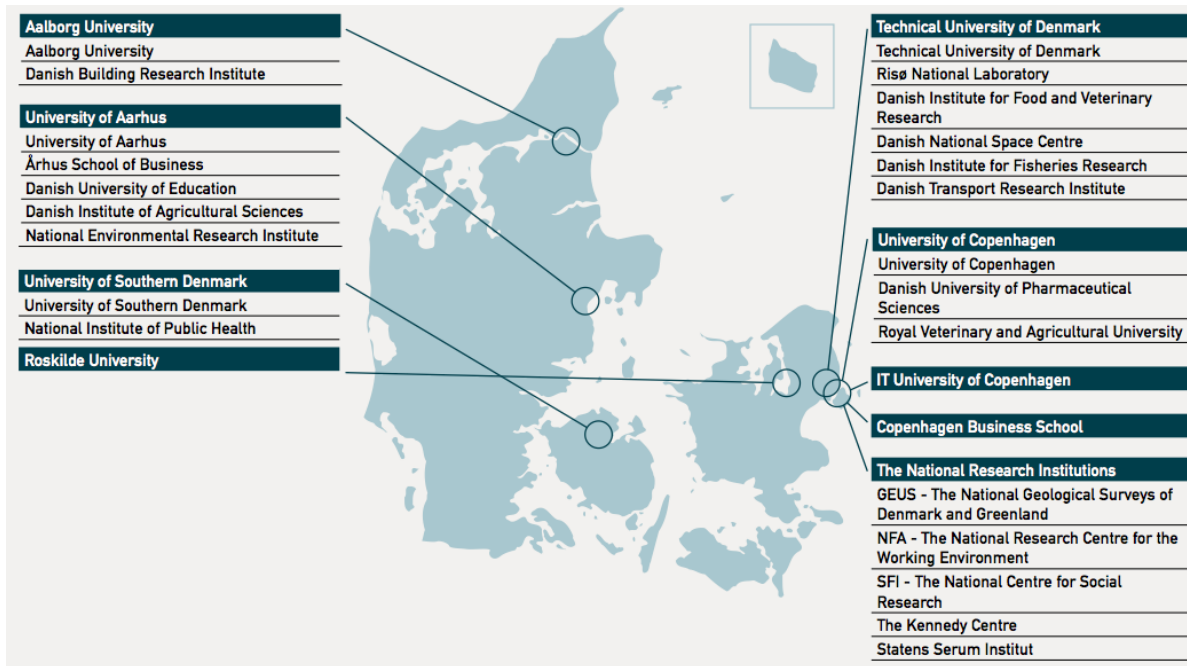 Aalborg University
Aalborg University
Danish Building Research Institute
University of Aarhus
University of Aarhus
Århus School of Business
Danish University of Education
Danish Institute of Agricultural Sciences
National Environmental Research Institute
University of Southern Denmark
University of Southern Denmark
National Institute of Public Health
Roskilde University
Technical University of Denmark
Technical University of Denmark
Risø National Laboratory
Danish Institute for Food and Veterinary
Research
Danish National Space Centre
Danish Institute for Fisheries Research
Danish Transport Research Institute
University of Copenhagen
University of Copenhagen
Danish University of Pharmaceutical
Sciences
Royal Veterinary and Agricultural University
IT University of Copenhagen
Copenhagen Business School
The National Research Institutions
GEUS - The National Geological Surveys of
Denmark and Greenland
NFA - The National Research Centre for the
Working Environment
SFI - The National Centre for Social
Research
The Kennedy Centre
Statens Serum Institut